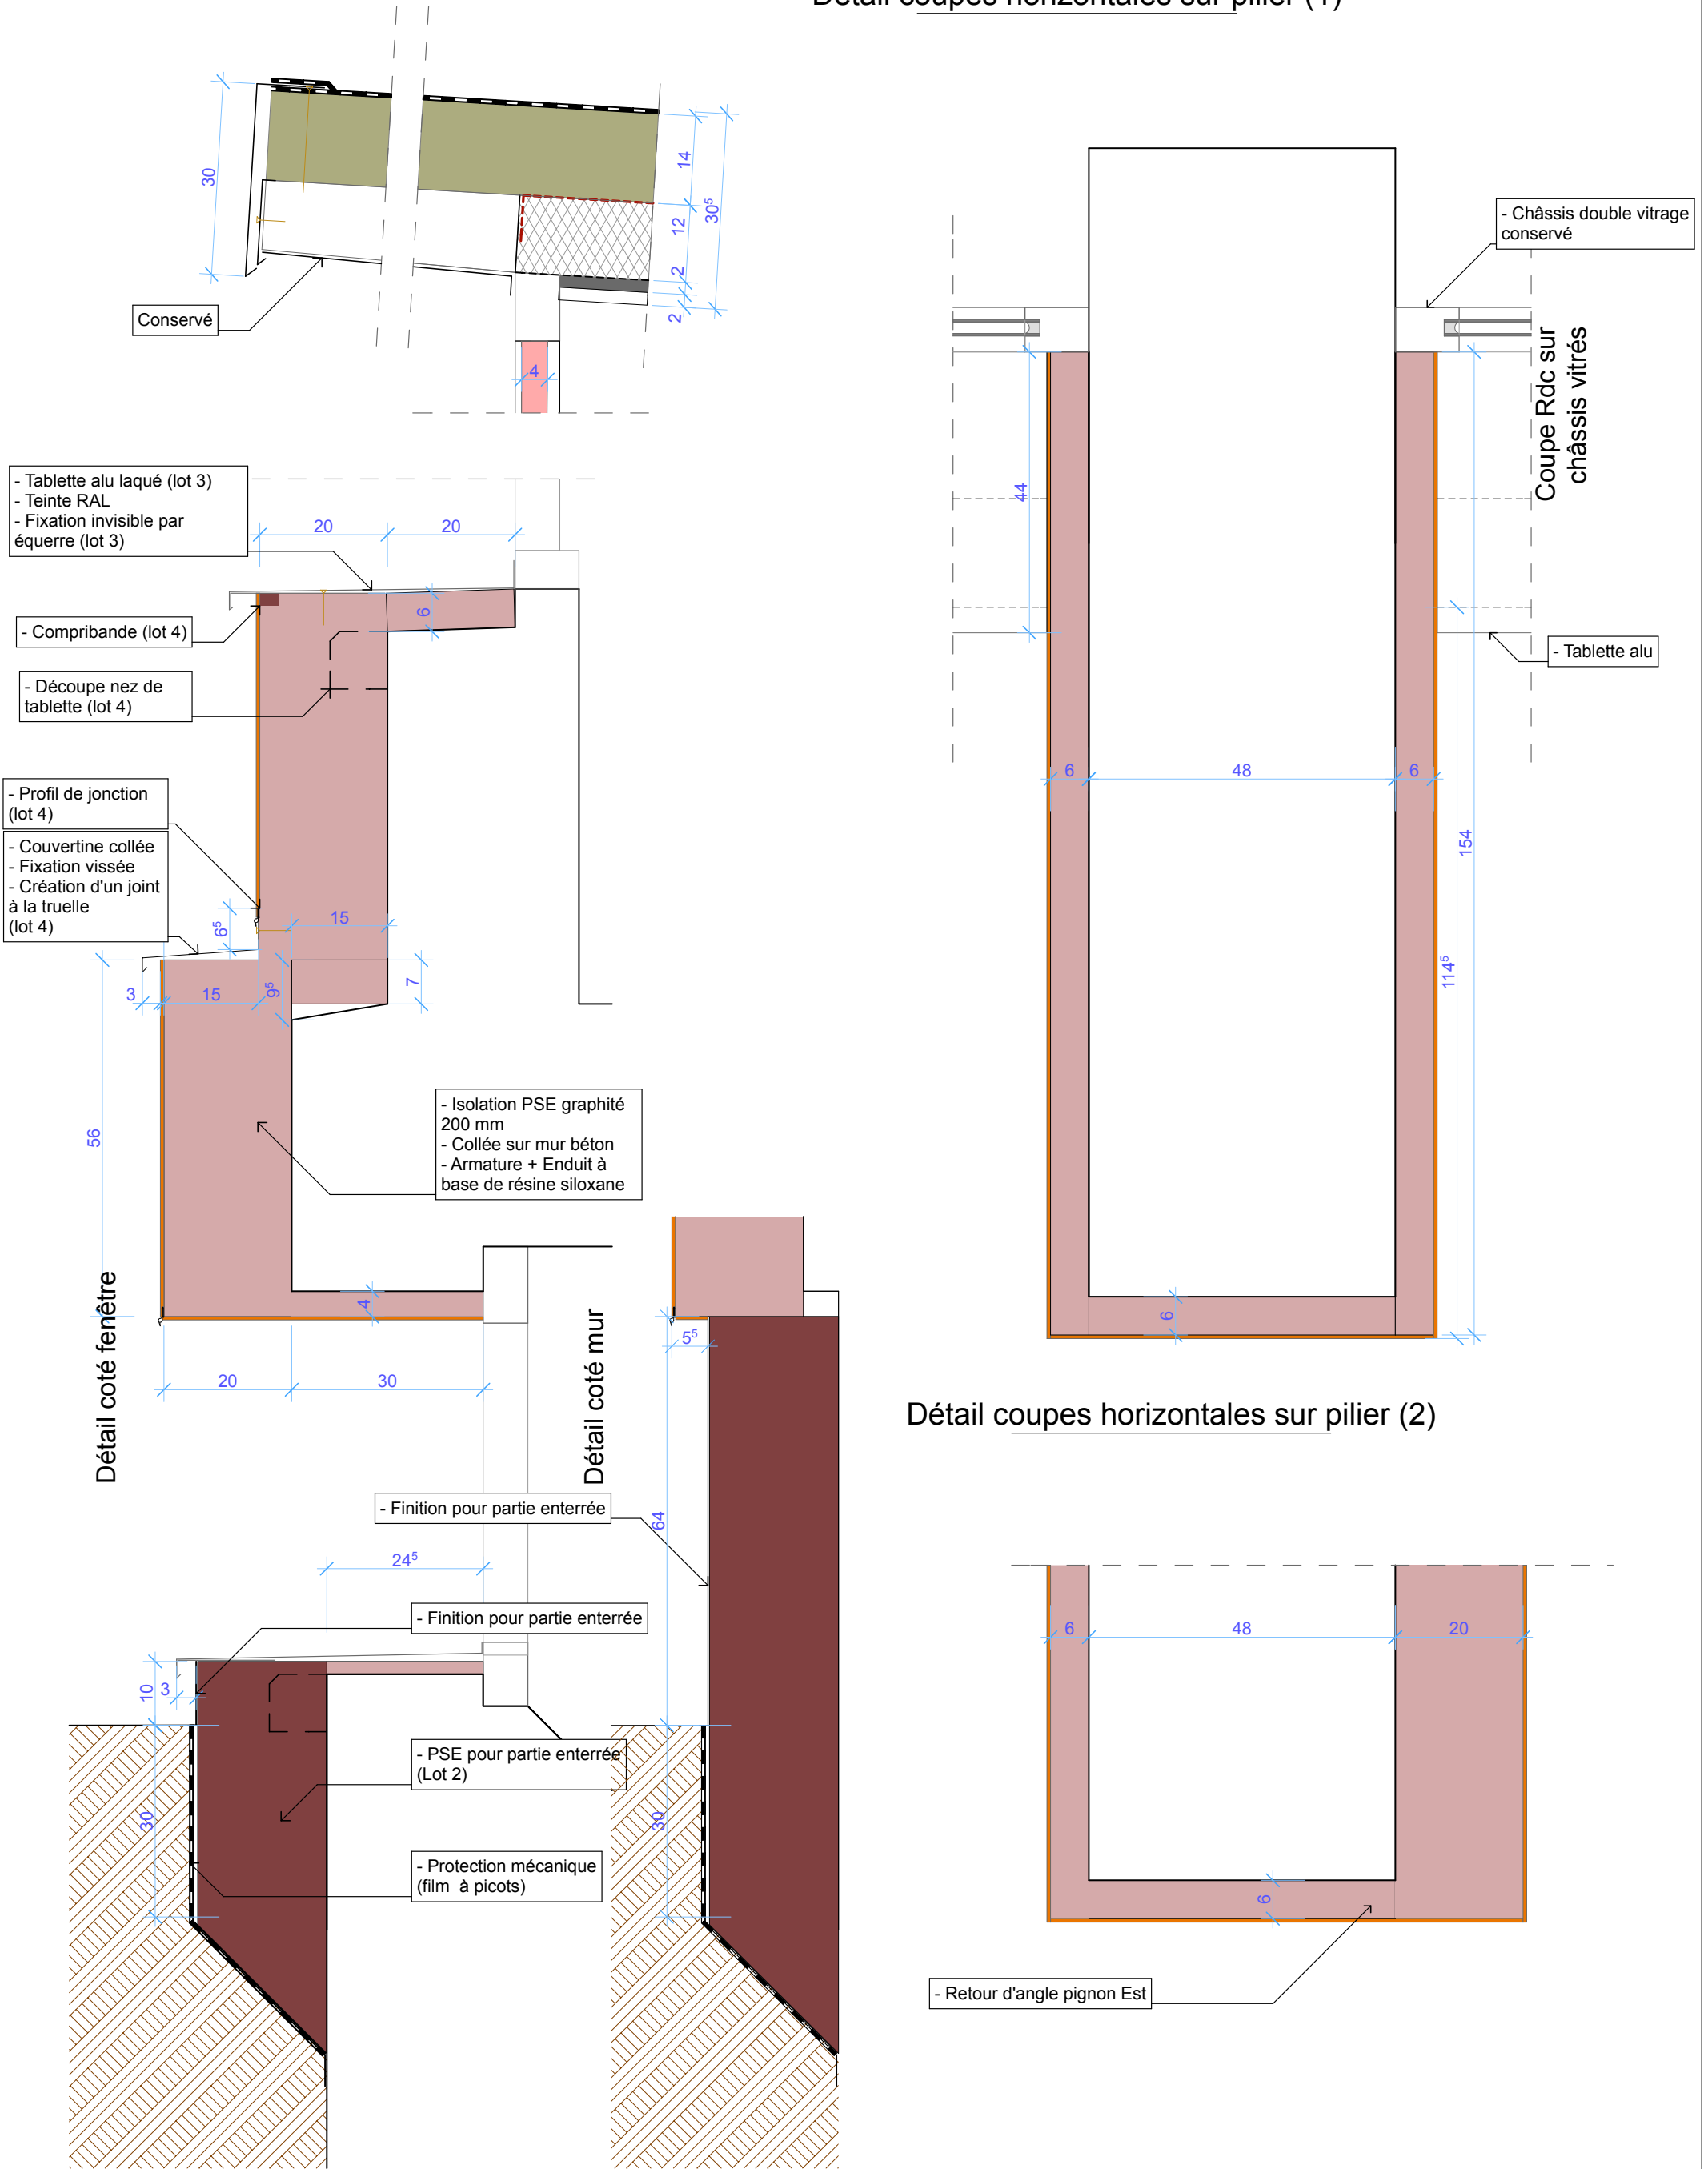 Détail coupes horizontales sur pilier (1)
30
14
12
30⁵
2
2
Conservé
4
- Châssis double vitrage
conservé
Coupe Rdc sur
châssis vitrés
- Tablette alu laqué (lot 3)
- Teinte RAL
- Fixation invisible par
équerre (lot 3)
20
20
6
44
- Compribande (lot 4)
- Tablette alu
- Découpe nez de
tablette (lot 4)
6
48
6
- Profil de jonction
(lot 4)
- Couvertine collée
- Fixation vissée
- Création d'un joint
à la truelle
(lot 4)
6⁵
15
154
114⁵
3
15
9⁵
7
56
- Isolation PSE graphité
200 mm
- Collée sur mur béton
- Armature + Enduit à
base de résine siloxane
4
6
5⁵
20
30
Détail coté fenêtre
Détail coté mur
Détail coupes horizontales sur pilier (2)
- Finition pour partie enterrée
64
24⁵
- Finition pour partie enterrée
6
48
20
10
3
- PSE pour partie enterrée
(Lot 2)
30
30
- Protection mécanique
(film à picots)
6
- Retour d'angle pignon Est